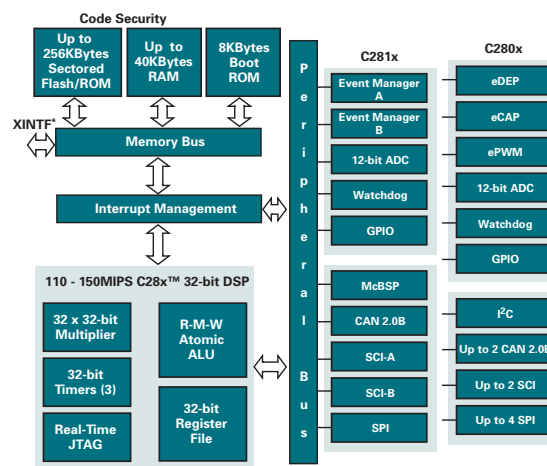 Code Security
Up to
256KBytes
Sectored
Flash/ROM
Up to
40KBytes
RAM
8KBytes
Boot
ROM
XINTF*
Memory Bus
Interrupt Management
110 - 150MIPS C28x™ 32-bit DSP
32 x 32-bit
Multiplier
R-M-W
Atomic
ALU
32-bit
Timers (3)
Real-Time
JTAG
32-bit
Register
File
Peripheral Bus
C281x
Event Manager
A
Event Manager
B
12-bit ADC
Watchdog
GPIO
McBSP
CAN 2.0B
SCI-A
SCI-B
SPI
C280x
eDEP
eCAP
ePWM
12-bit ADC
Watchdog
GPIO
I²C
Up to 2 CAN 2.0B
Up to 2 SCI
Up to 4 SPI